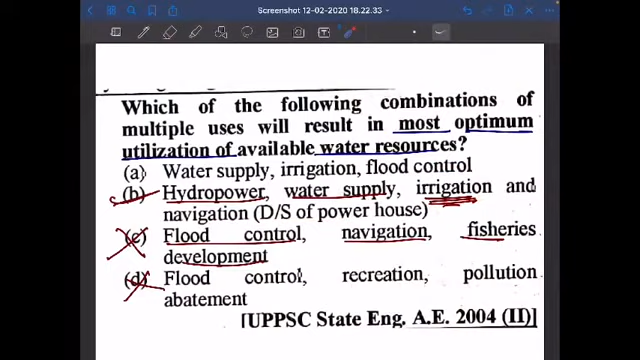 Screenshot 12-02-2020 18.22.33
Which of the following combinations of
multiple uses will result in most optimum
utilization of available water resources?
(a) Water supply, irrigation, flood control
(b) Hydropower, water supply, irrigation and
navigation (D/S of power house)
(c) Flood control, navigation, fisheries
development
(d) Flood control, recreation, pollution
abatement
[UPPSC State Eng. A.E. 2004 (II)]